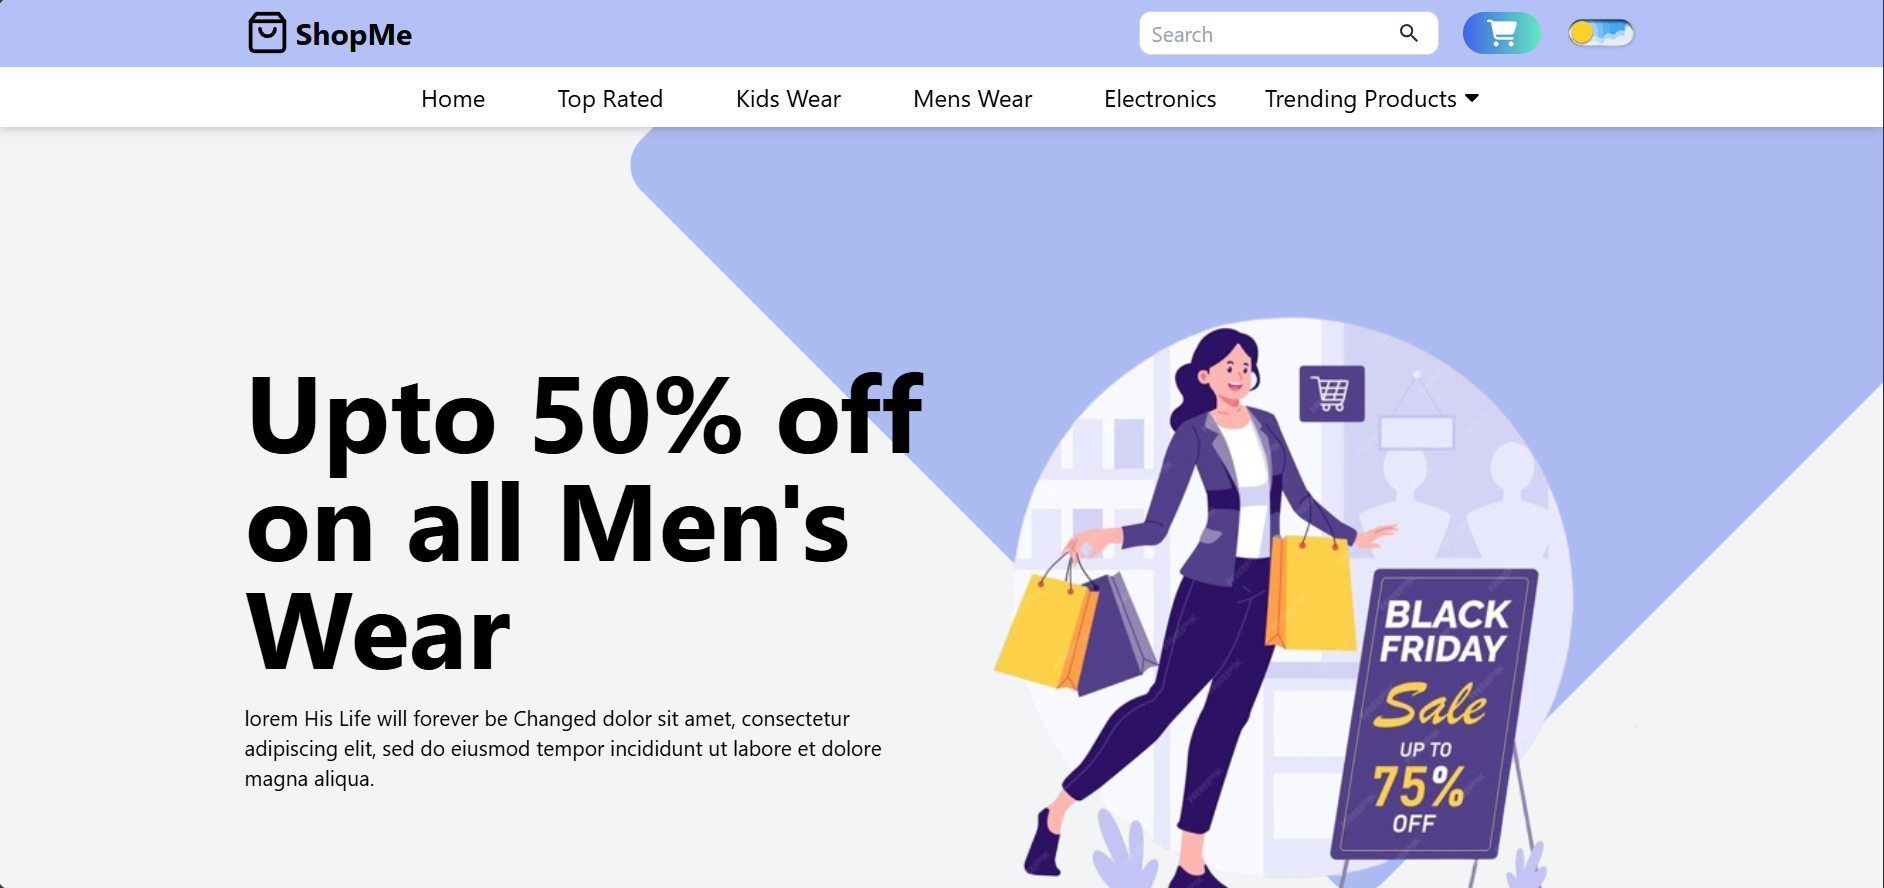 ShopMe
Search
Home
Top Rated
Kids Wear
Mens Wear
Electronics
Trending Products
Upto 50% off
on all Men's
Wear
lorem His Life will forever be Changed dolor sit amet, consectetur
adipiscing elit, sed do eiusmod tempor incididunt ut labore et dolore
magna aliqua.
BLACK
FRIDAY
Sale
UP TO
75%
OFF